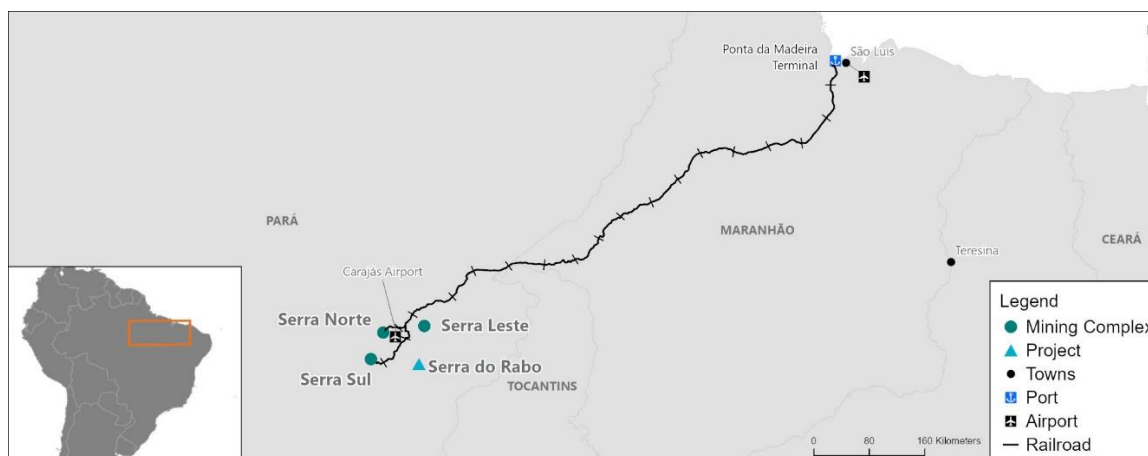 Ponta da Madeira
Terminal
São Luis
PARÁ
MARANHÃO
CEARÁ
Teresina
Carajás Airport
Serra Norte
Serra Leste
Serra Sul
Serra do Rabo
TOCANTINS
Legend
Mining Complex
Project
Towns
Port
Airport
Railroad
0 80 160 Kilometers